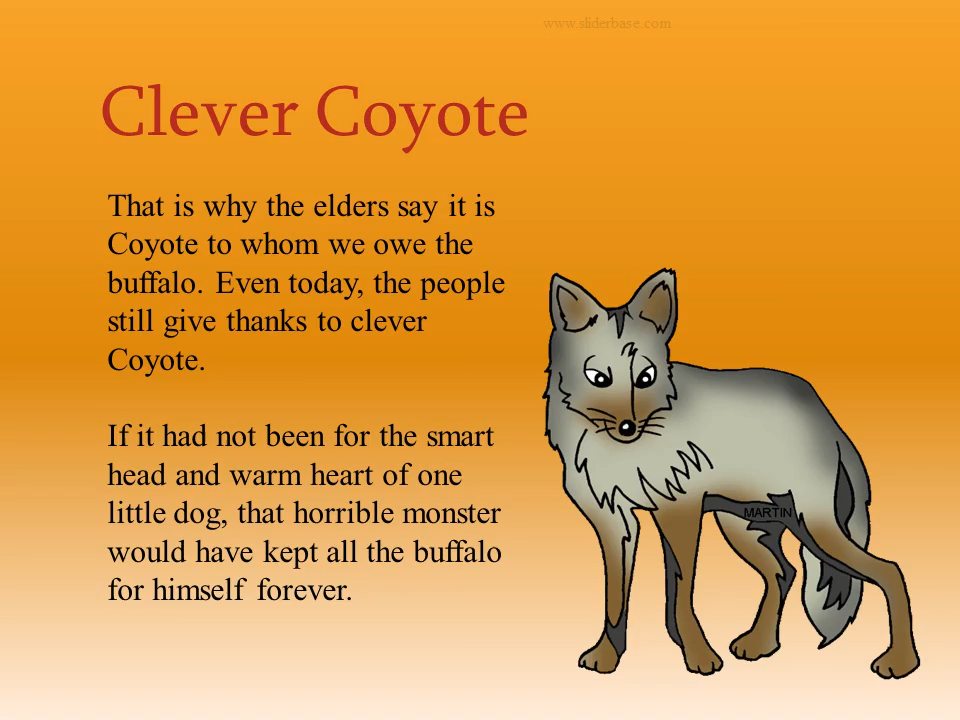 www.sliderbase.com
Clever Coyote
That is why the elders say it is
Coyote to whom we owe the
buffalo. Even today, the people
still give thanks to clever
Coyote.
If it had not been for the smart
head and warm heart of one
little dog, that horrible monster
would have kept all the buffalo
for himself forever.
MARTIN